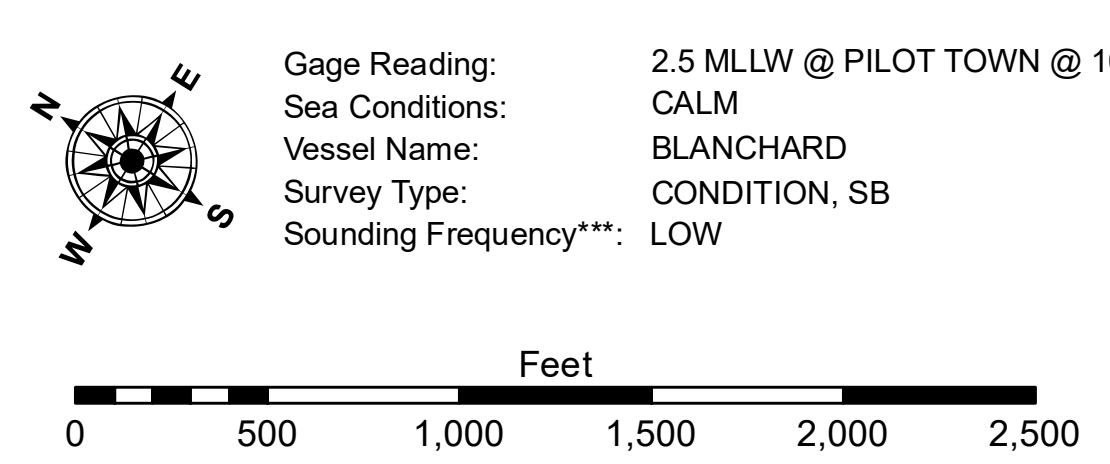 N
E
W
S
Gage Reading: 2.5 MLLW @ PILOT TOWN @
Sea Conditions: CALM
Vessel Name: BLANCHARD
Survey Type: CONDITION, SB
Sounding Frequency***: LOW
Feet
0 500 1,000 1,500 2,000 2,500